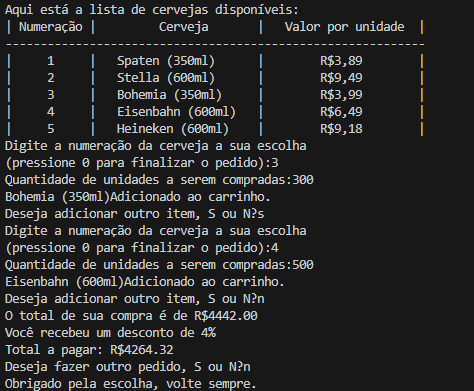 Aqui está a lista de cervejas disponíveis:
| Numeração | Cerveja | Valor por unidade |
---------------------------------------------------
| 1 | Spaten (350ml) | R$3,89 |
| 2 | Stella (600ml) | R$9,49 |
| 3 | Bohemia (350ml) | R$3,99 |
| 4 | Eisenbahn (600ml) | R$6,49 |
| 5 | Heineken (600ml) | R$9,18 |
Digite a numeração da cerveja a sua escolha
(pressione 0 para finalizar o pedido):3
Quantidade de unidades a serem compradas:300
Bohemia (350ml)Adicionado ao carrinho.
Deseja adicionar outro item, S ou N?s
Digite a numeração da cerveja a sua escolha
(pressione 0 para finalizar o pedido):4
Quantidade de unidades a serem compradas:500
Eisenbahn (600ml)Adicionado ao carrinho.
Deseja adicionar outro item, S ou N?n
O total de sua compra é de R$4442.00
Você recebeu um desconto de 4%
Total a pagar: R$4264.32
Deseja fazer outro pedido, S ou N?n
Obrigado pela escolha, volte sempre.